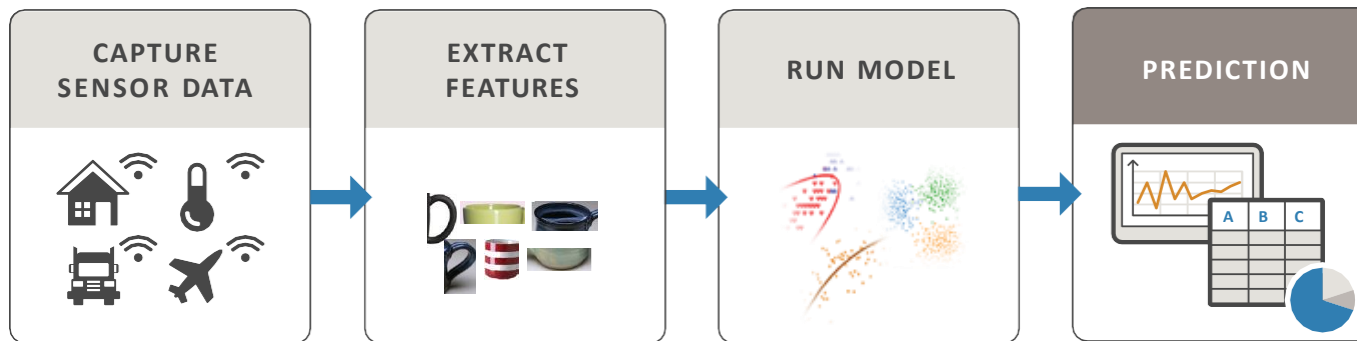 CAPTURE
SENSOR DATA
EXTRACT
FEATURES
RUN MODEL
PREDICTION
A B C